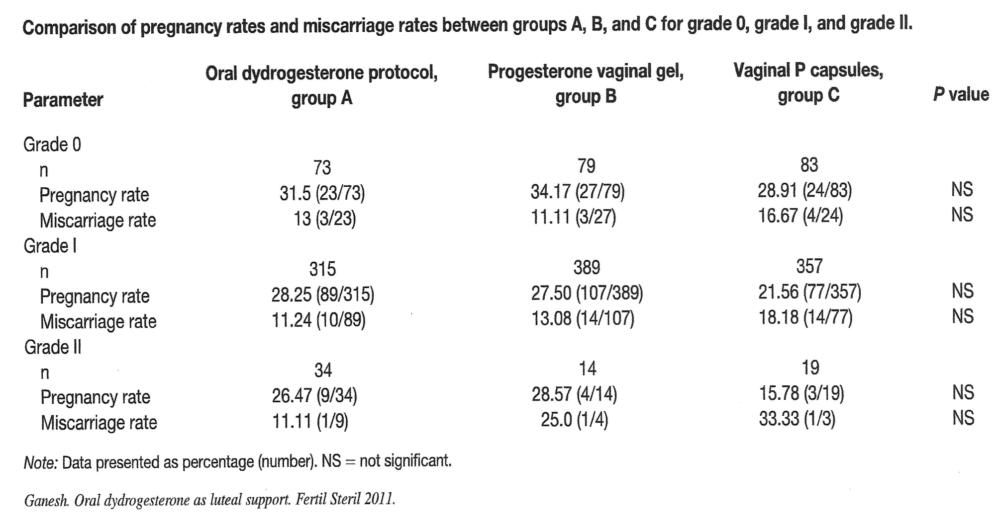 Comparison of pregnancy rates and miscarriage rates between groups A, B, and C for grade 0, grade I, and grade II.
Parameter Oral dydrogesterone protocol, group A Progesterone vaginal gel, group B Vaginal P capsules, group C P value
Grade 0
n 73 79 83
Pregnancy rate 31.5 (23/73) 34.17 (27/79) 28.91 (24/83) NS
Miscarriage rate 13 (3/23) 11.11 (3/27) 16.67 (4/24) NS
Grade I
n 315 389 357
Pregnancy rate 28.25 (89/315) 27.50 (107/389) 21.56 (77/357) NS
Miscarriage rate 11.24 (10/89) 13.08 (14/107) 18.18 (14/77) NS
Grade II
n 34 14 19
Pregnancy rate 26.47 (9/34) 28.57 (4/14) 15.78 (3/19) NS
Miscarriage rate 11.11 (1/9) 25.0 (1/4) 33.33 (1/3) NS
Note: Data presented as percentage (number). NS = not significant.
Ganesh. Oral dydrogesterone as luteal support. Fertil Steril 2011.